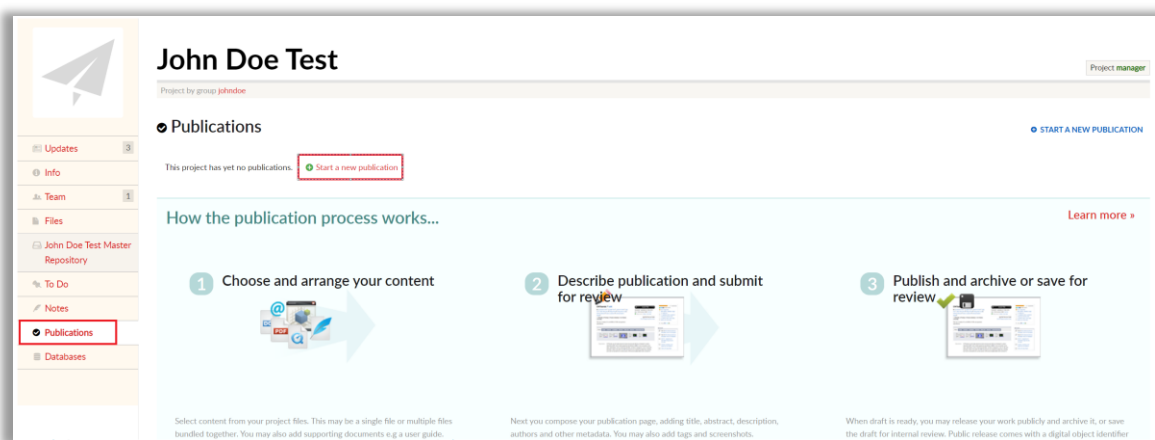 John Doe Test
Project manager
Project by group johndoe
Updates 3
Info
Team 1
Files
John Doe Test Master
Repository
To Do
Notes
Publications
Databases
Publications
START A NEW PUBLICATION
This project has yet no publications. Start a new publication
How the publication process works...
Learn more »
1 Choose and arrange your content
PDF
Select content from your project files. This may be a single file or multiple files
bundled together. You may also add supporting documents e.g a user guide.
2 Describe publication and submit
for review
Next you compose your publication page, adding title, abstract, description,
authors and other metadata. You may also add tags and screenshots.
3 Publish and archive or save for
review
When draft is ready, you may release your work publicly and archive it, or save
the draft for internal review. Public release comes with a digital object identifier